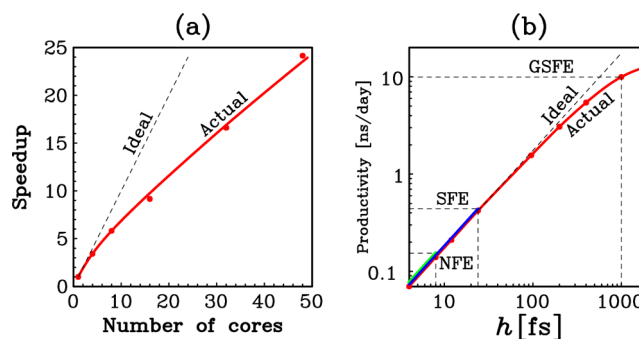 (a)
25
20
15
10
5
0
0
10
20
30
40
50
Speedup
Number of cores
Ideal
Actual
(b)
10
1
0.1
10
100
1000
Productivity [ns/day]
h [fs]
GSFE
Ideal
Actual
SFE
NFE